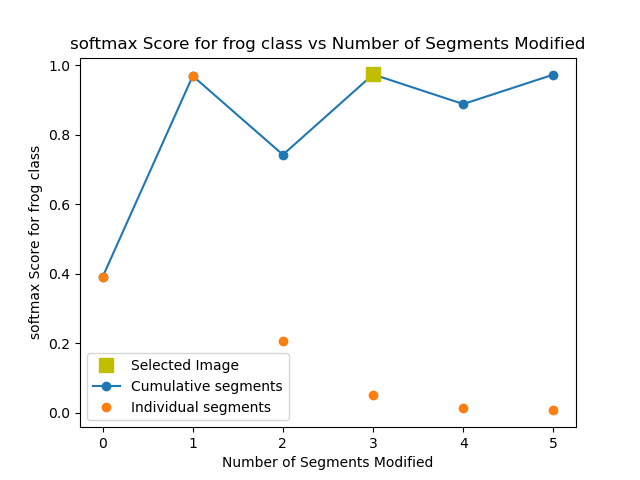 softmax Score for frog class vs Number of Segments Modified
softmax Score for frog class
1.0
0.8
0.6
0.4
0.2
0.0
Selected Image
Cumulative segments
Individual segments
0 1 2 3 4 5
Number of Segments Modified